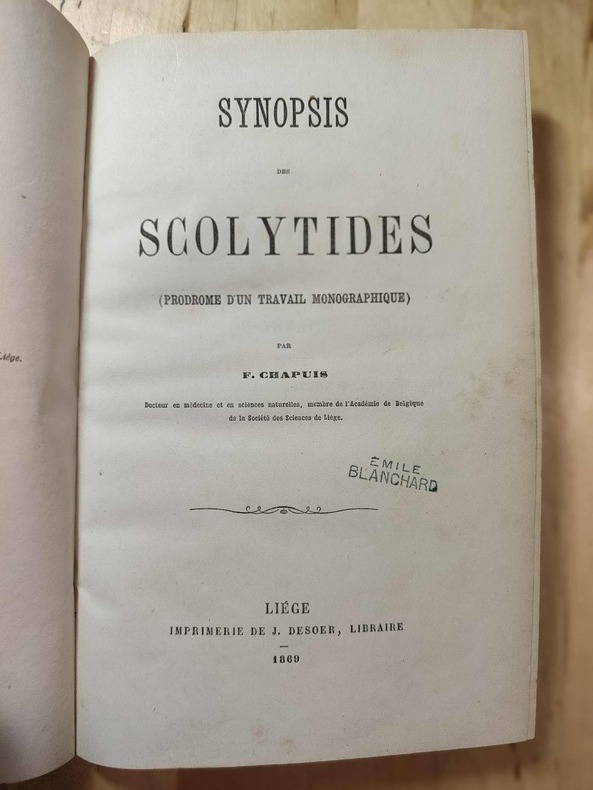 Liége.
SYNOPSIS
DES
SCOLYTIDES
(PRODROME D'UN TRAVAIL MONOGRAPHIQUE)
PAR
F. CHAPUIS
Docteur en médecine et en sciences naturelles, membre de l'Académie de Belgique
de la Société des Sciences de Liége.
ÉMILE
BLANCHARD
LIÉGE
IMPRIMERIE DE J. DESOER, LIBRAIRE
—
1869